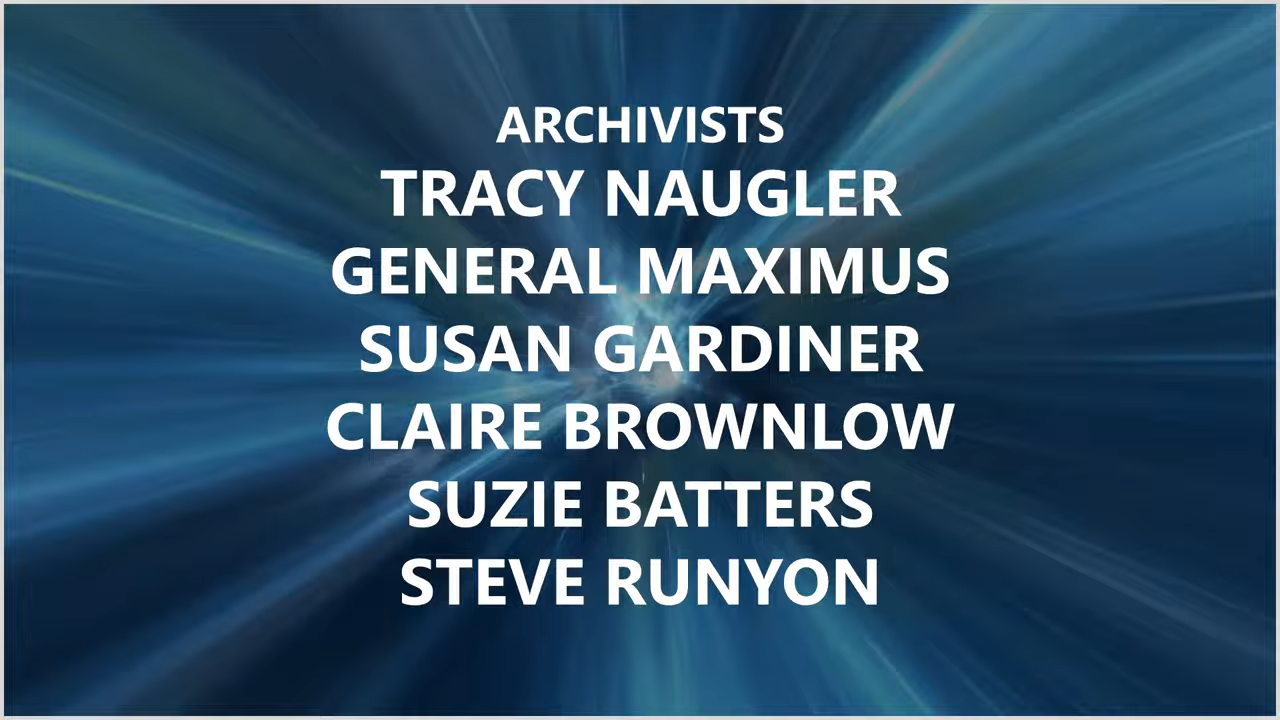 ARCHIVISTS
TRACY NAUGLER
GENERAL MAXIMUS
SUSAN GARDINER
CLAIRE BROWNLOW
SUZIE BATTERS
STEVE RUNYON